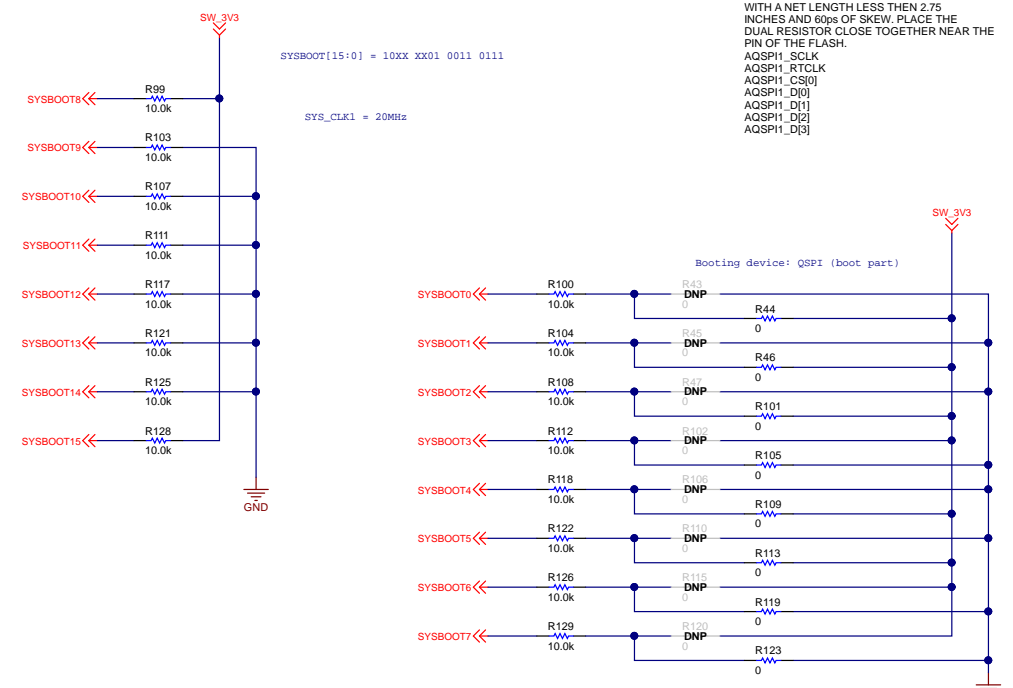 WITH A NET LENGTH LESS THEN 2.75
INCHES AND 60ps OF SKEW. PLACE THE
DUAL RESISTOR CLOSE TOGETHER NEAR THE
PIN OF THE FLASH.
AQSPI1_SCLK
AQSPI1_RTCLK
AQSPI1_CS[0]
AQSPI1_D[0]
AQSPI1_D[1]
AQSPI1_D[2]
AQSPI1_D[3]
SW_3V3
SYSBOOT[15:0] = 10XX XX01 0011 0111
SYS_CLK1 = 20MHz
SYSBOOT8
R99
10.0k
SYSBOOT9
R103
10.0k
SYSBOOT10
R107
10.0k
SYSBOOT11
R111
10.0k
SYSBOOT12
R117
10.0k
SYSBOOT13
R121
10.0k
SYSBOOT14
R125
10.0k
SYSBOOT15
R128
10.0k
GND
SW_3V3
Booting device: QSPI (boot part)
SYSBOOT0
R100
10.0k
R43
DNP
0
R44
0
SYSBOOT1
R104
10.0k
R45
DNP
0
R46
0
SYSBOOT2
R108
10.0k
R47
DNP
0
R101
0
SYSBOOT3
R112
10.0k
R102
DNP
0
R105
0
SYSBOOT4
R118
10.0k
R106
DNP
0
R109
0
SYSBOOT5
R122
10.0k
R110
DNP
0
R113
0
SYSBOOT6
R126
10.0k
R115
DNP
0
R119
0
SYSBOOT7
R129
10.0k
R120
DNP
0
R123
0